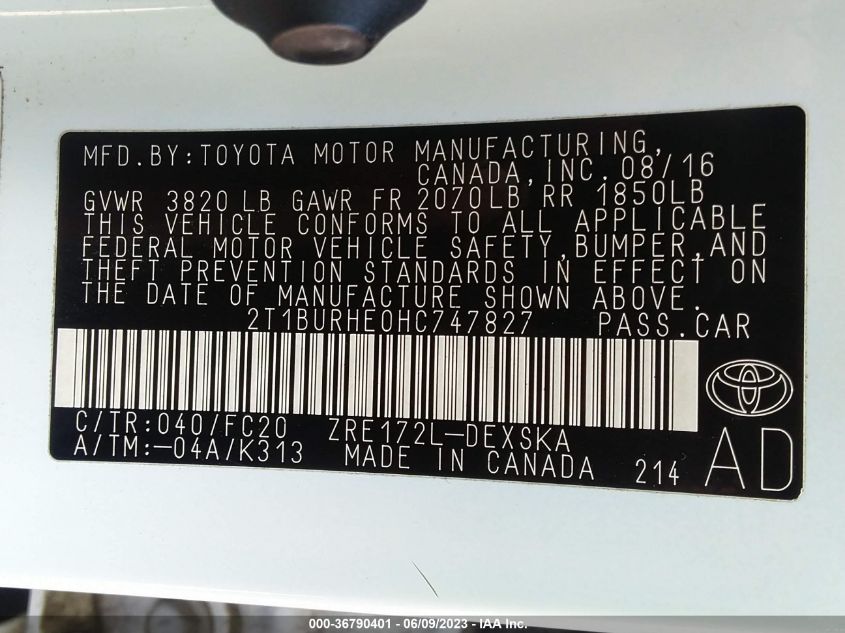 MFD.BY:TOYOTA MOTOR MANUFACTURING,
CANADA,INC.08/16
GVWR 3820 LB GAWR FR 2070LB RR 1850LB
THIS VEHICLE CONFORMS TO ALL APPLICABLE
FEDERAL MOTOR VEHICLE SAFETY,BUMPER,AND
THEFT PREVENTION STANDARDS IN EFFECT ON
THE DATE OF MANUFACTURE SHOWN ABOVE.
2T1BURHE0HC747827 PASS.CAR
C/TR:040/FC20 ZRE172L-DEXSKA
A/TM:-04A/K313 MADE IN CANADA 214
AD
000-36790401 - 06/09/2023 - IAA Inc.